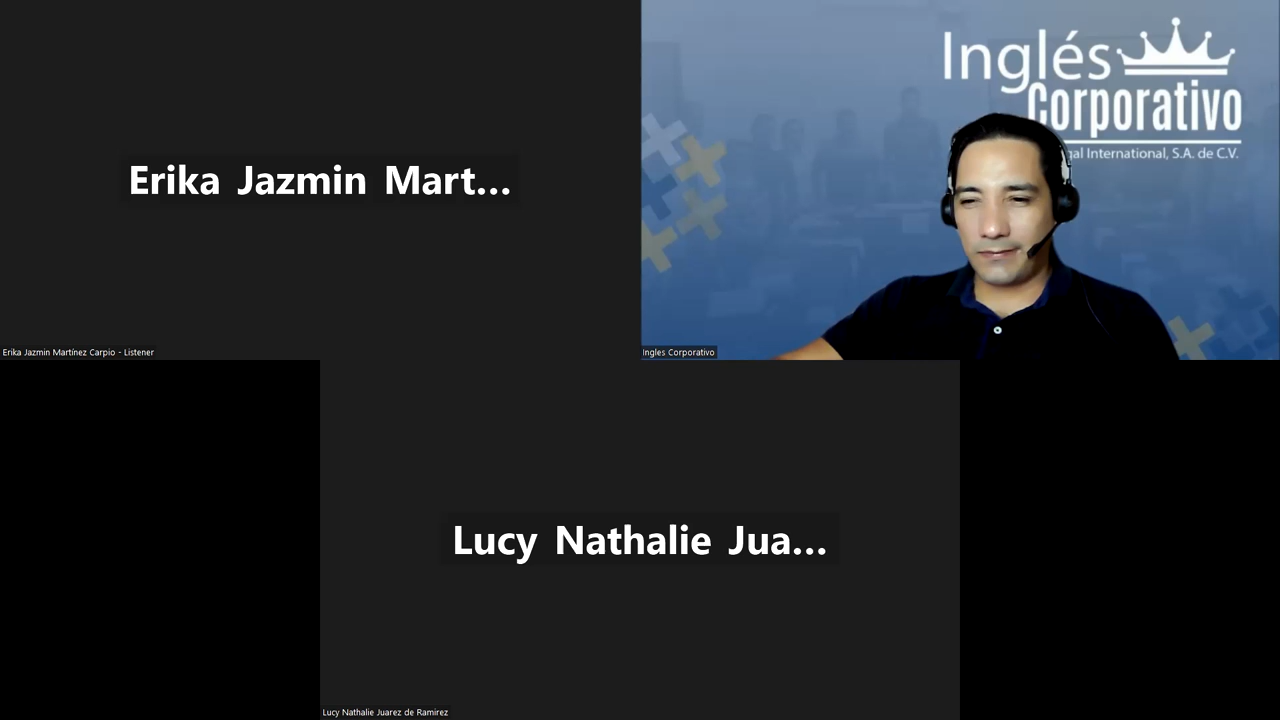 Erika Jazmin Mart...
Erika Jazmin Martínez Carpio - Listener
Inglés
Corporativo
gal International, S.A. de C.V.
Ingles Corporativo
Lucy Nathalie Jua...
Lucy Nathalie Juarez de Ramirez